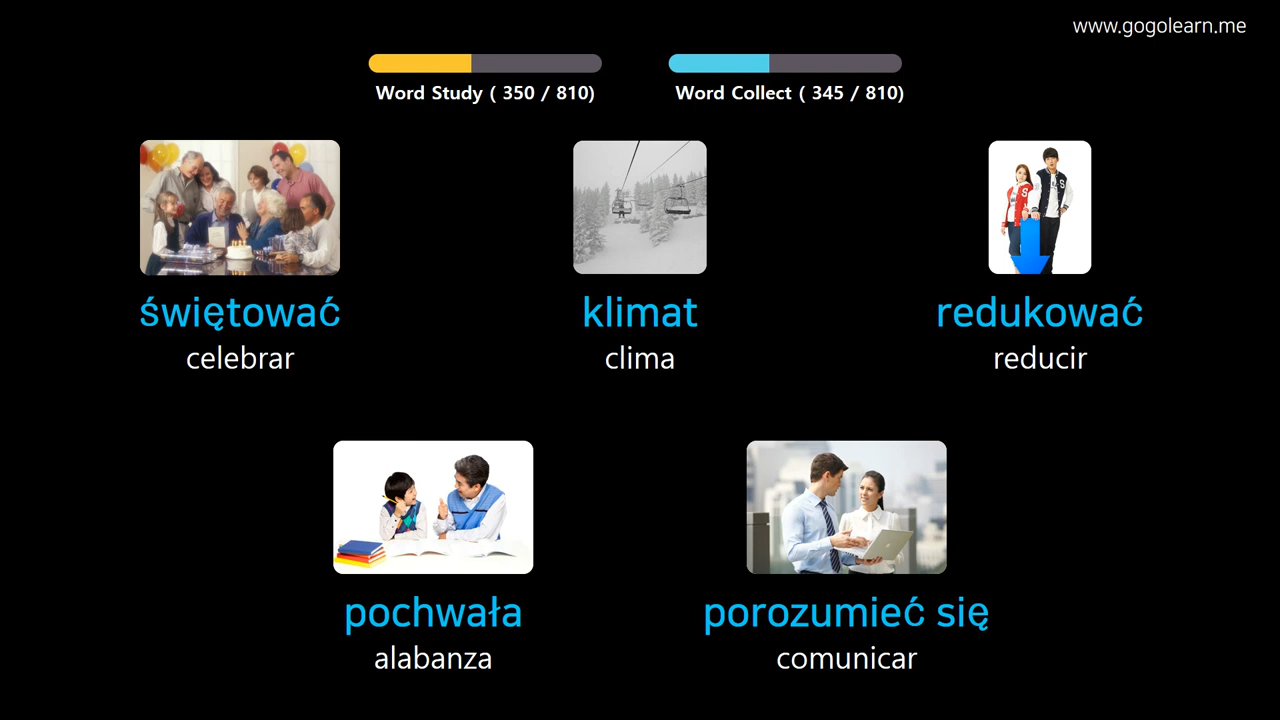 www.gogolearn.me
Word Study ( 350 / 810)
Word Collect ( 345 / 810)
świętować
celebrar
klimat
clima
redukować
reducir
pochwała
alabanza
porozumieć się
comunicar